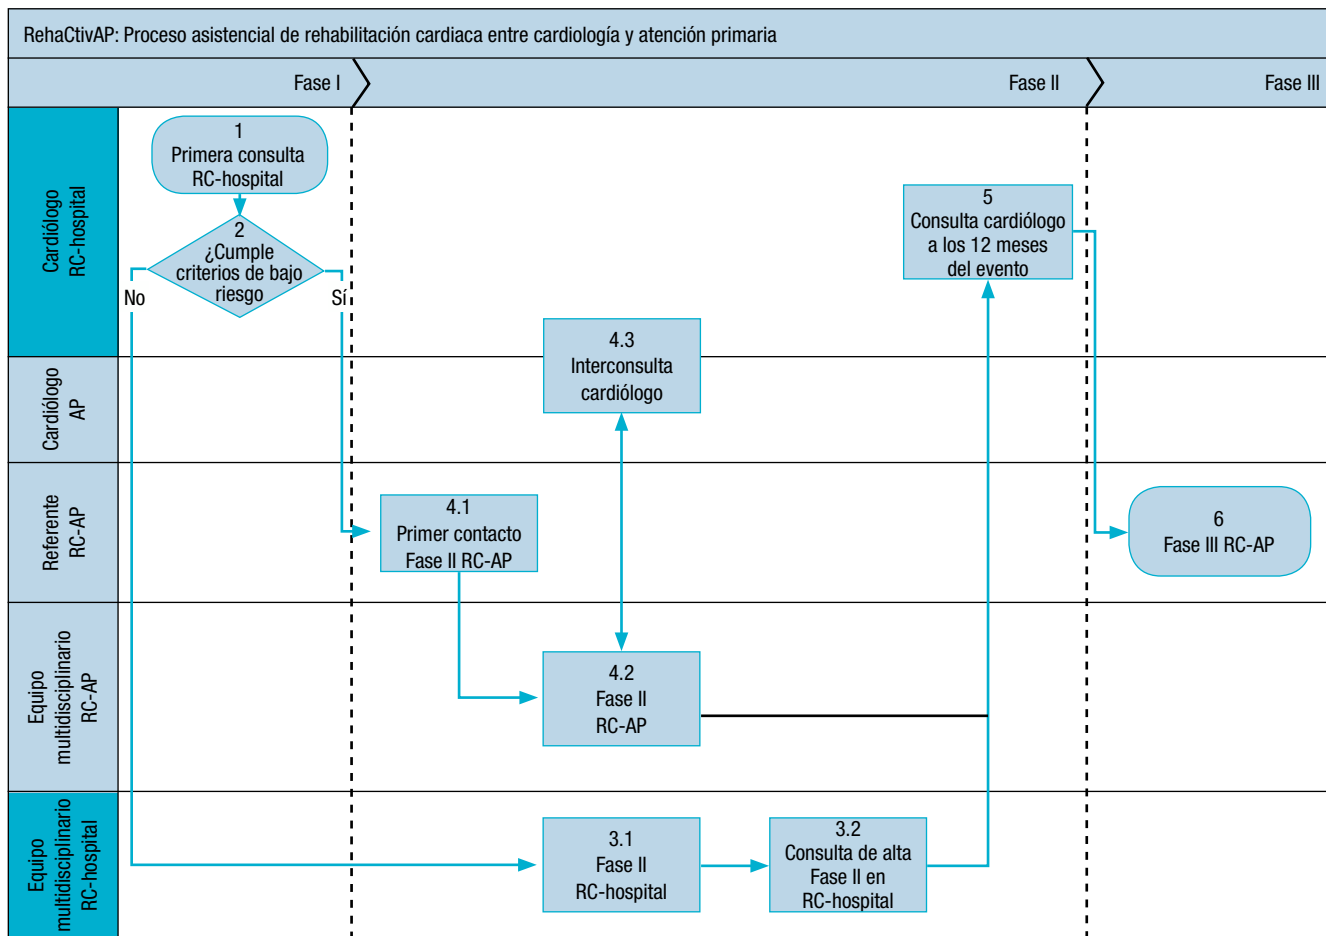 RehaCtivAP: Proceso asistencial de rehabilitación cardiaca entre cardiología y atención primaria
Fase I
Fase II
Fase III
Cardiólogo
RC-hospital
1
Primera consulta
RC-hospital
2
¿Cumple
criterios de bajo
riesgo
No
Sí
5
Consulta cardiólogo
a los 12 meses
del evento
4.3
Interconsulta
cardiólogo
Cardiólogo
AP
Referente
RC-AP
4.1
Primer contacto
Fase II RC-AP
6
Fase III RC-AP
Equipo
multidisciplinario
RC-AP
4.2
Fase II
RC-AP
Equipo
multidisciplinario
RC-hospital
3.1
Fase II
RC-hospital
3.2
Consulta de alta
Fase II en
RC-hospital